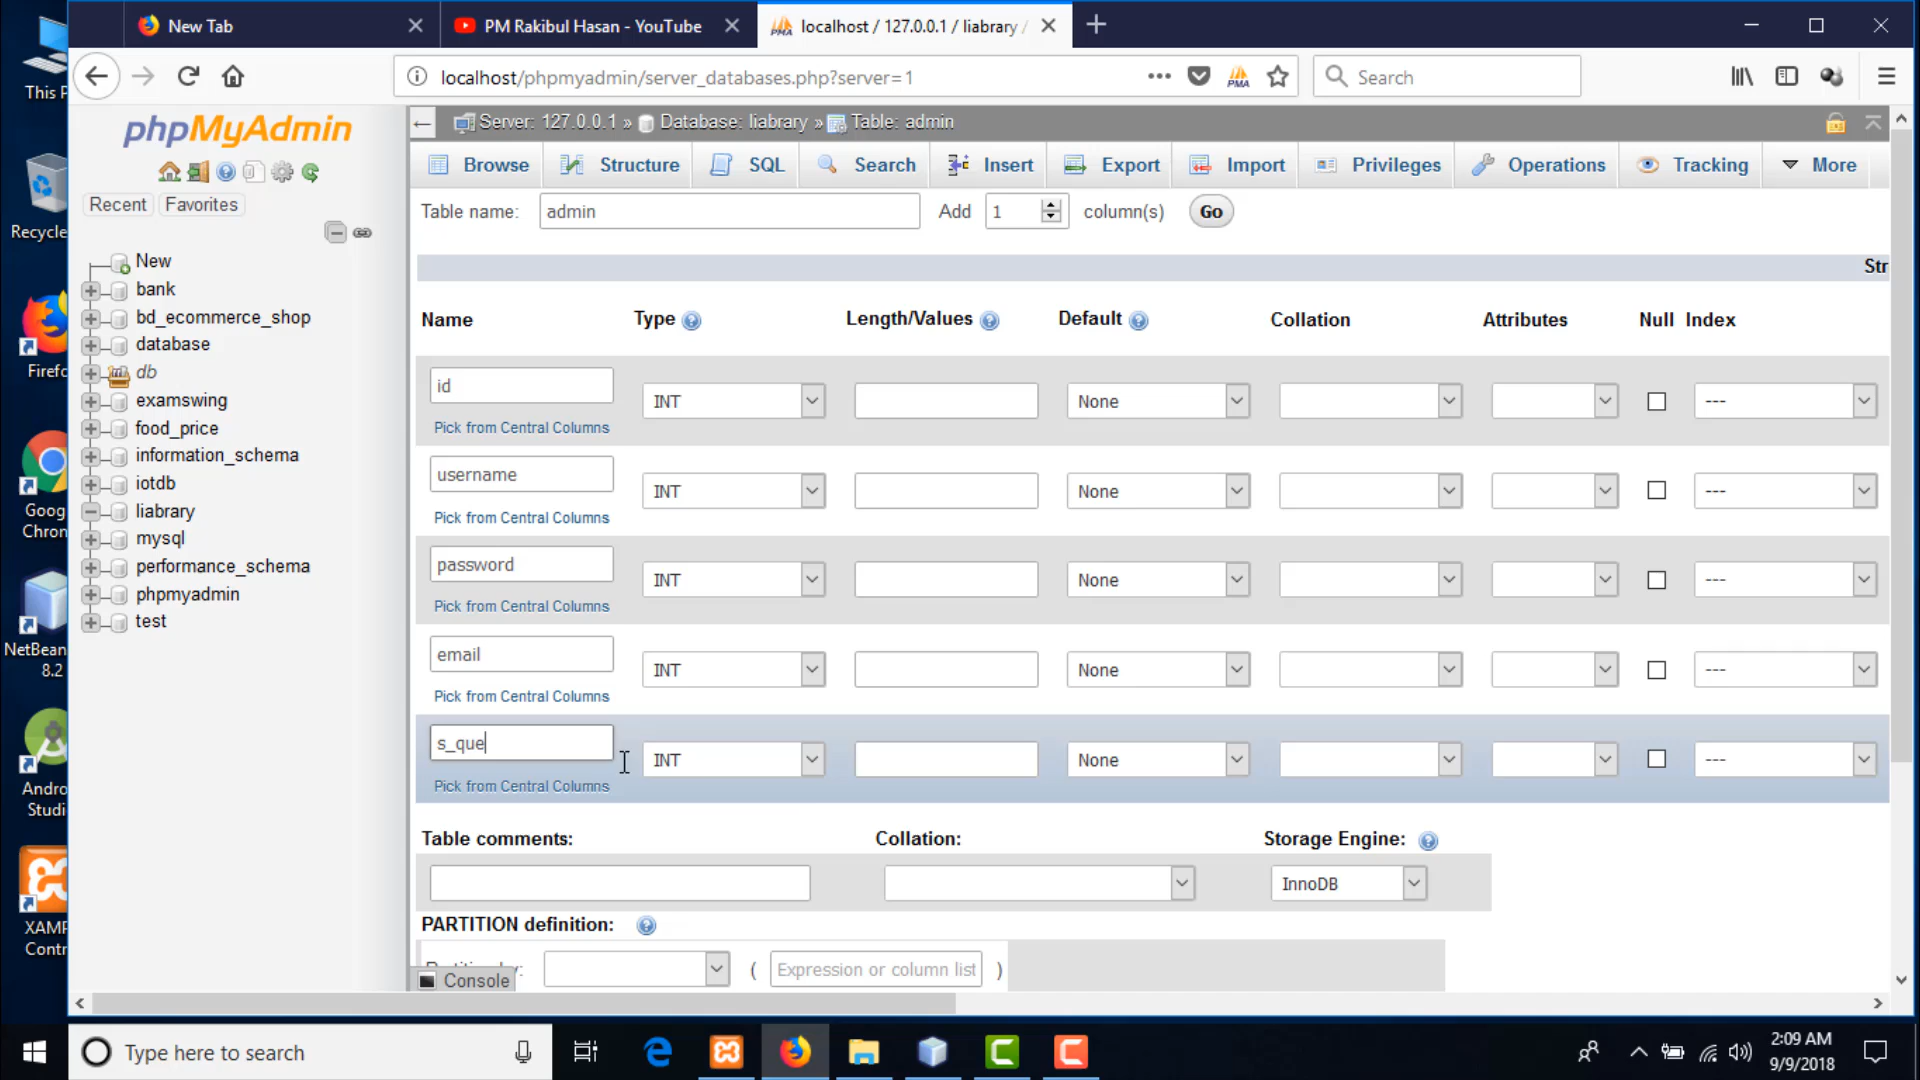 New Tab
PM Rakibul Hasan - YouTube
localhost / 127.0.0.1 / liabrary /
localhost/phpmyadmin/server_databases.php?server=1
Search
This P
Recycle
Firefo
Goog
Chron
NetBean
8.2
Andro
Studi
XAMP
Contr
phpMyAdmin
Recent
Favorites
New
bank
bd_ecommerce_shop
database
db
examswing
food_price
information_schema
iotdb
liabrary
mysql
performance_schema
phpmyadmin
test
Server: 127.0.0.1 » Database: liabrary » Table: admin
Browse Structure SQL Search Insert Export Import Privileges Operations Tracking More
Table name: admin Add 1 column(s) Go
Str
Name Type Length/Values Default Collation Attributes Null Index
id INT None ---
Pick from Central Columns
username INT None ---
Pick from Central Columns
password INT None ---
Pick from Central Columns
email INT None ---
Pick from Central Columns
s_que INT None ---
Pick from Central Columns
Table comments: Collation: Storage Engine:
InnoDB
PARTITION definition:
( Expression or column list )
Console
Type here to search
2:09 AM
9/9/2018